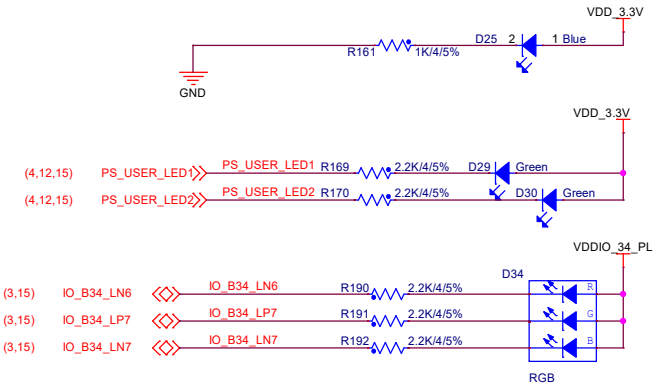 VDD_3.3V
D25 2 1 Blue
R161 1K/4/5%
GND
VDD_3.3V
(4,12,15) PS_USER_LED1 PS_USER_LED1 R169 2.2K/4/5% D29 Green
(4,12,15) PS_USER_LED2 PS_USER_LED2 R170 2.2K/4/5% D30 Green
VDDIO_34_PL
D34
(3,15) IO_B34_LN6 IO_B34_LN6 R190 2.2K/4/5% R
(3,15) IO_B34_LP7 IO_B34_LP7 R191 2.2K/4/5% G
(3,15) IO_B34_LN7 IO_B34_LN7 R192 2.2K/4/5% B
RGB